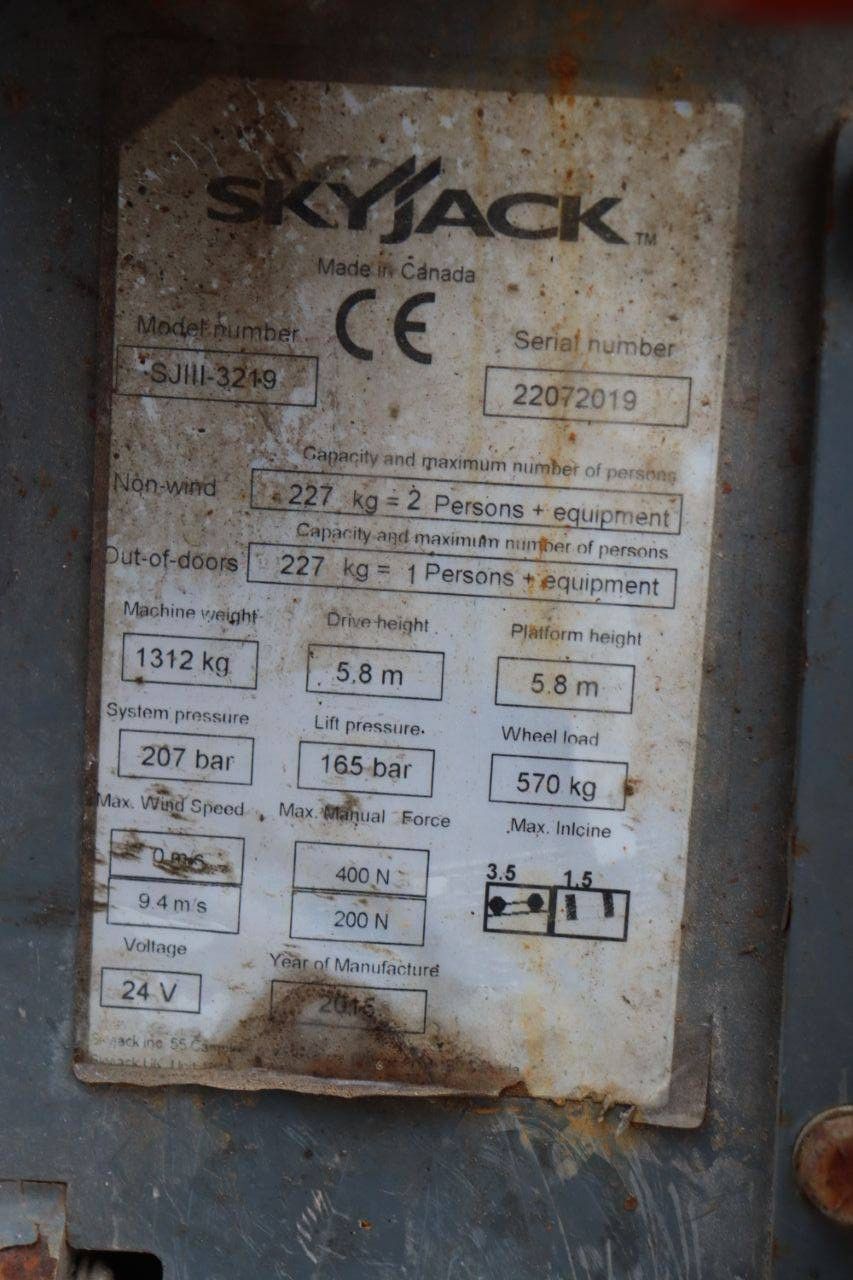 SKYJACK™
Made in Canada
CE
Model number
Serial number
SJIII-3219
22072019
Capacity and maximum number of persons
Non-wind
227 kg = 2 Persons + equipment
Capacity and maximum number of persons
Out-of-doors
227 kg = 1 Persons + equipment
Machine weight
Drive height
Platform height
1312 kg
5.8 m
5.8 m
System pressure
Lift pressure
Wheel load
207 bar
165 bar
570 kg
Max. Wind Speed
Max. Manual Force
Max. Inlcine
0 m/s
400 N
3.5 1.5
9.4 m/s
200 N
Voltage
Year of Manufacture
24 V
2015
Skyjack Inc. 55